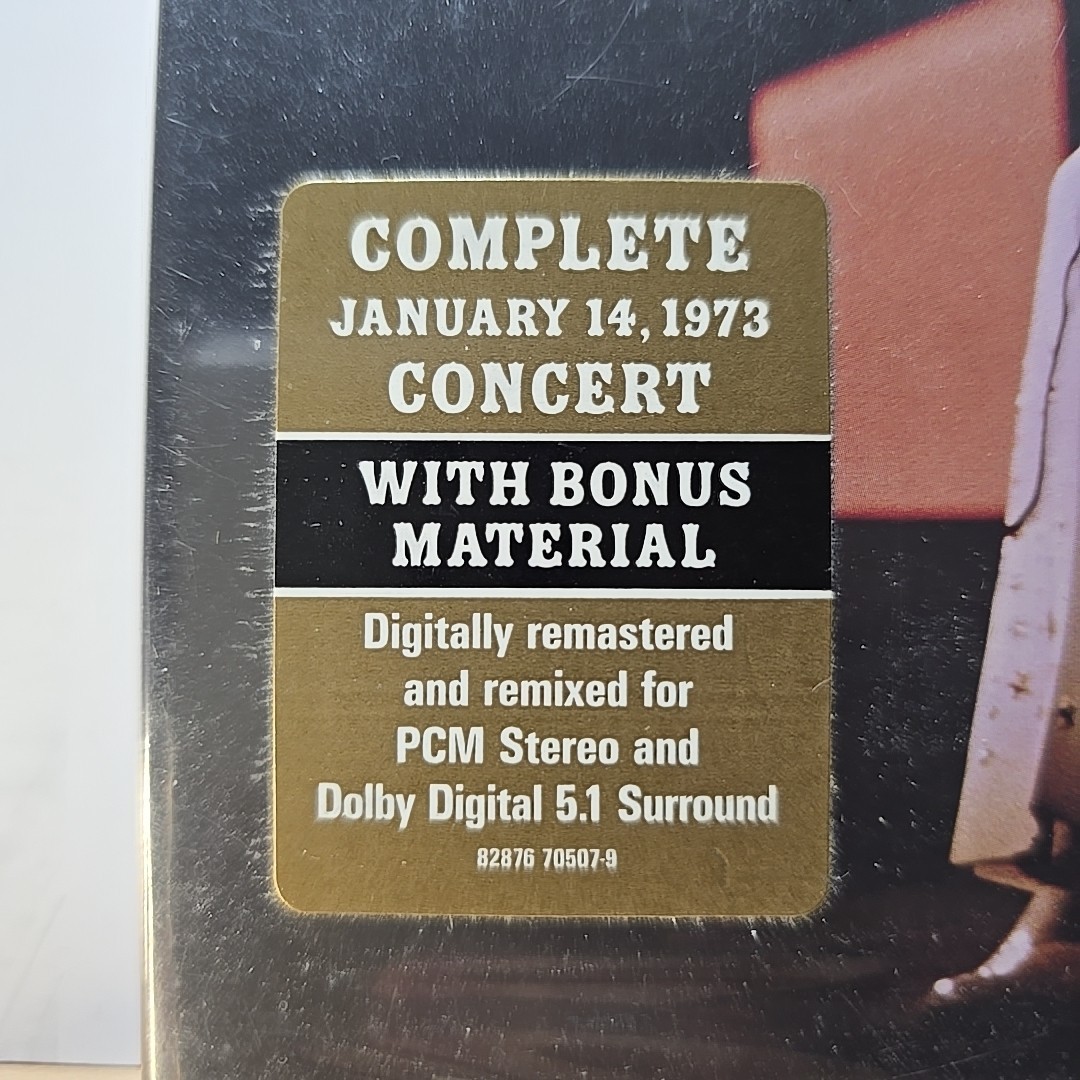 COMPLETE
JANUARY 14, 1973
CONCERT
WITH BONUS
MATERIAL
Digitally remastered
and remixed for
PCM Stereo and
Dolby Digital 5.1 Surround
82876 70507-9